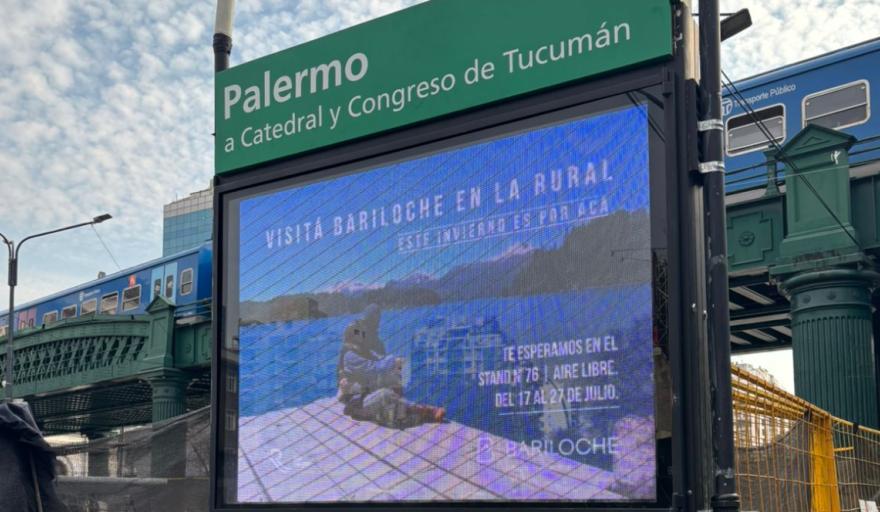 Palermo
a Catedral y Congreso de Tucumán
Transporte Público
VISITÁ BARILOCHE EN LA RURAL
ESTE INVIERNO ES POR ACÁ
TE ESPERAMOS EN EL
STAND N°76 | AIRE LIBRE.
DEL 17 AL 27 DE JULIO.
BARILOCHE